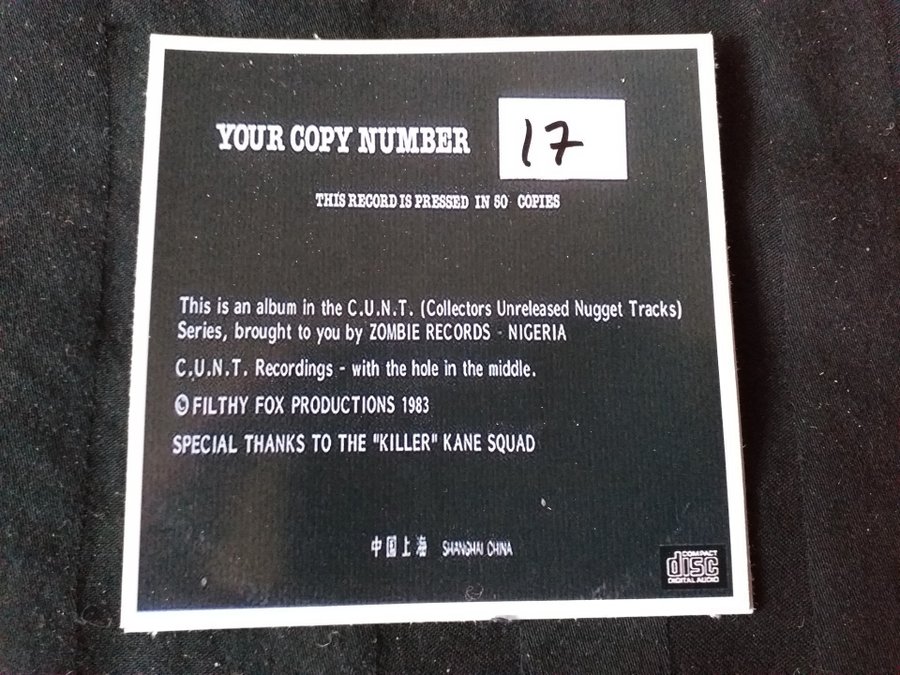 YOUR COPY NUMBER 17
THIS RECORD IS PRESSED IN 50 COPIES
This is an album in the C.U.N.T. (Collectors Unreleased Nugget Tracks)
Series, brought to you by ZOMBIE RECORDS - NIGERIA
C.U.N.T. Recordings - with the hole in the middle.
©FILTHY FOX PRODUCTIONS 1983
SPECIAL THANKS TO THE "KILLER" KANE SQUAD
中国上海 SHANGHAI CHINA
COMPACT
disc
DIGITAL AUDIO